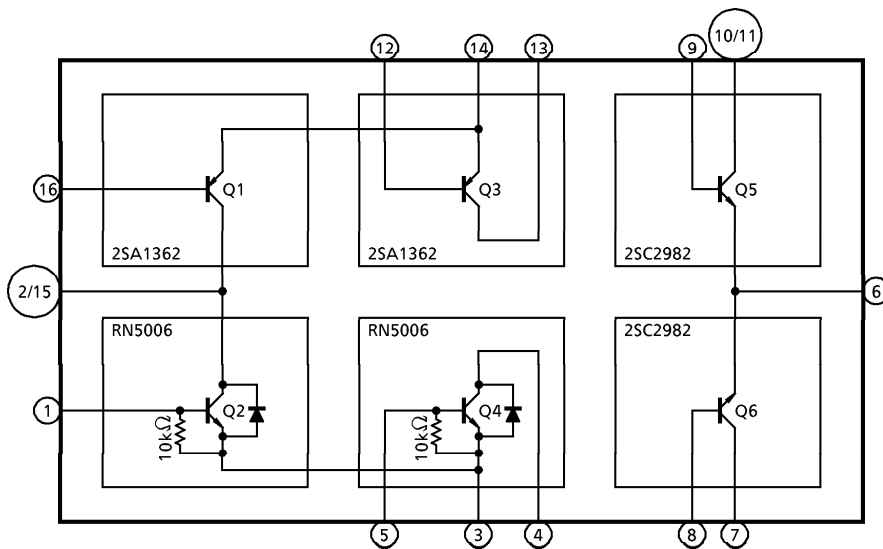 12
14
13
9
10/11
16
Q1
Q3
Q5
2SA1362
2SA1362
2SC2982
2/15
6
RN5006
RN5006
2SC2982
1
Q2
Q4
Q6
10kΩ
10kΩ
5
3
4
8
7